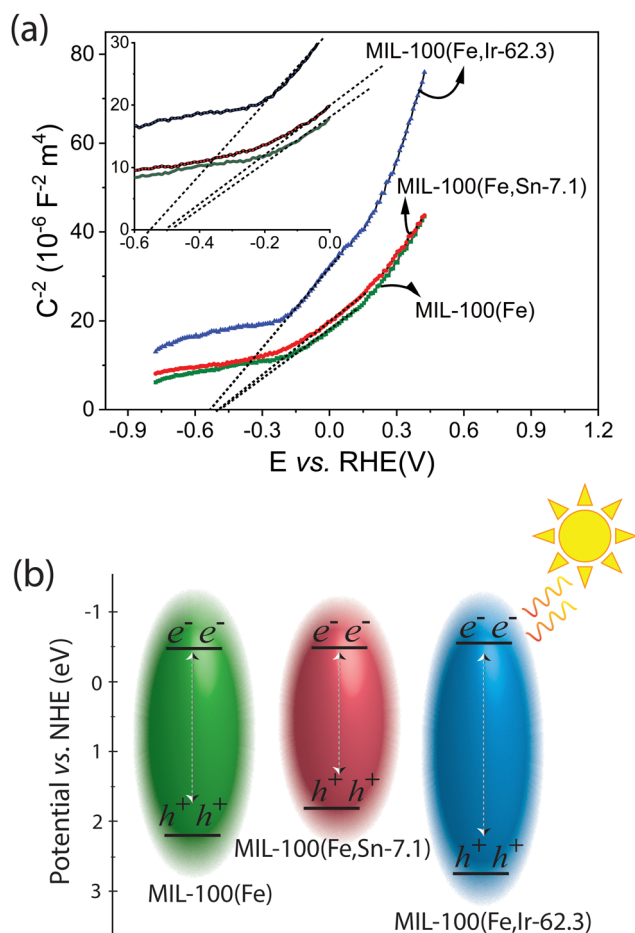 (a)
MIL-100(Fe,Ir-62.3)
MIL-100(Fe,Sn-7.1)
MIL-100(Fe)
C⁻² (10⁻⁶ F⁻² m⁴)
80
60
40
20
0
30
20
10
0
-0.6 -0.4 -0.2 0.0
-0.9 -0.6 -0.3 0.0 0.3 0.6 0.9 1.2
E vs. RHE(V)
(b)
Potential vs. NHE (eV)
-1
0
1
2
3
e⁻ e⁻
h⁺ h⁺
MIL-100(Fe)
e⁻ e⁻
h⁺ h⁺
MIL-100(Fe,Sn-7.1)
e⁻ e⁻
h⁺ h⁺
MIL-100(Fe,Ir-62.3)